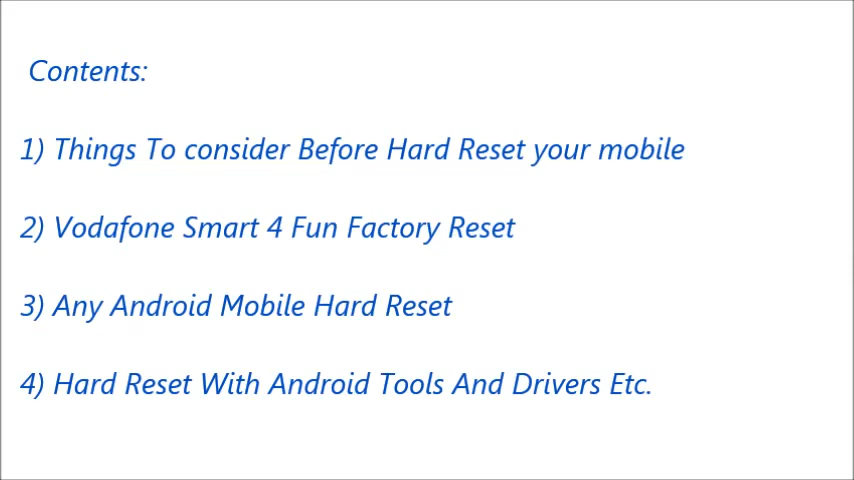 Contents:
1) Things To consider Before Hard Reset your mobile
2) Vodafone Smart 4 Fun Factory Reset
3) Any Android Mobile Hard Reset
4) Hard Reset With Android Tools And Drivers Etc.